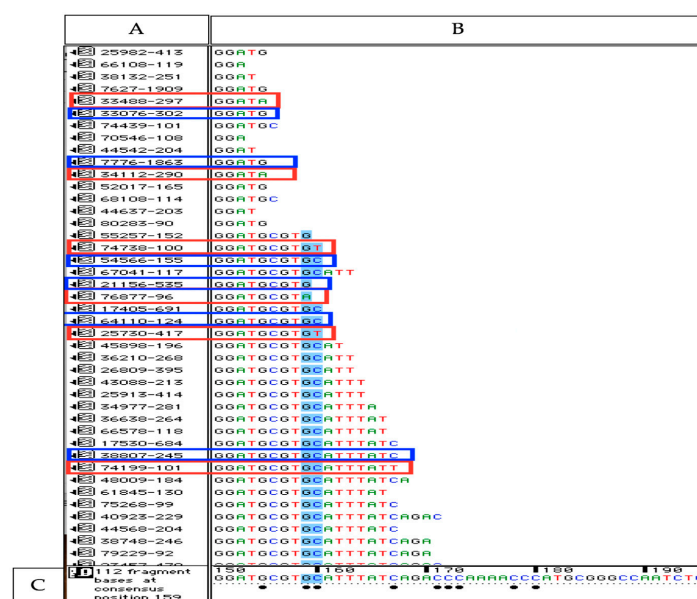 A B
25982-413 GGATG
66108-119 GGA
38132-251 GGAT
7627-1909 GGATG
33488-297 GGATA
33076-302 GGATG
74439-101 GGATGC
70546-108 GGA
44542-204 GGAT
7776-1863 GGATG
34112-290 GGATA
52017-165 GGATG
68108-114 GGATGC
44637-203 GGAT
80283-90 GGATG
55257-152 GGATGCGTG
74738-100 GGATGCGTGT
54566-155 GGATGCGTGC
67041-117 GGATGCGTGCATT
21156-535 GGATGCGTG
76877-96 GGATGCGTA
17405-691 GGATGCGTGC
64110-124 GGATGCGTGC
25730-417 GGATGCGTGT
45898-196 GGATGCGTGCAT
36210-268 GGATGCGTGCATT
26809-395 GGATGCGTGCATT
43088-213 GGATGCGTGCATTT
25913-414 GGATGCGTGCATTT
34977-281 GGATGCGTGCATTTA
36638-264 GGATGCGTGCATTTAT
66578-118 GGATGCGTGCATTTAT
17530-684 GGATGCGTGCATTTATC
38807-245 GGATGCGTGCATTTATC
74199-101 GGATGCGTGCATTTATT
48009-184 GGATGCGTGCATTTATCA
61845-130 GGATGCGTGCATTTAT
75268-99 GGATGCGTGCATTTATC
40923-229 GGATGCGTGCATTTATCAGAC
44568-204 GGATGCGTGCATTTATC
38748-246 GGATGCGTGCATTTATCAGA
79229-92 GGATGCGTGCATTTATCAGA
C
112 fragment
bases at
consensus
position 159
150 160 170 180 190
GGATGCGTGCATTTATCAGACCCAAAACCCATGCGGGCCAATCT